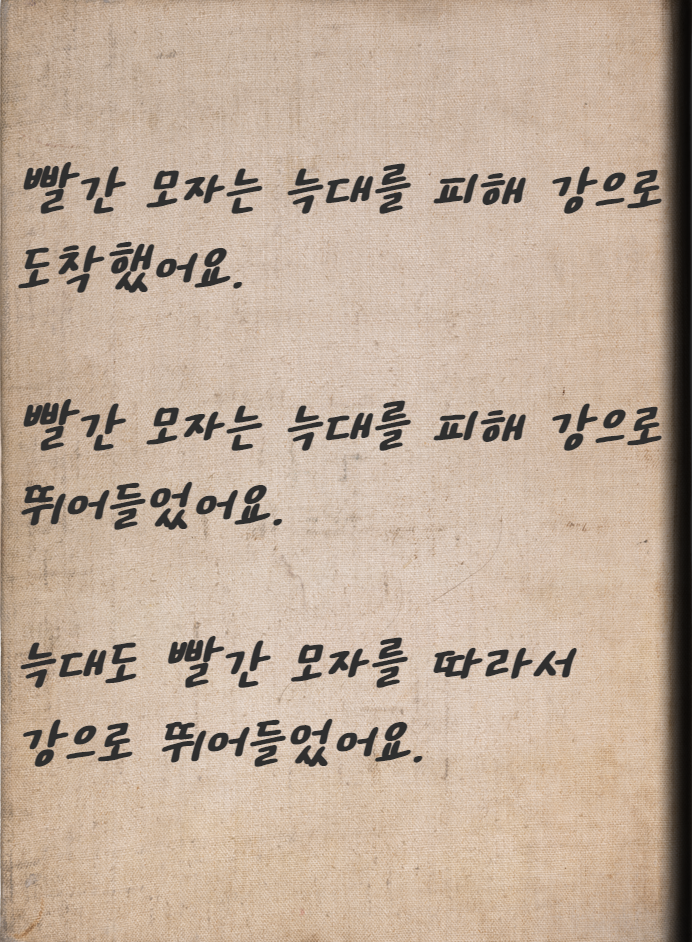 빨간 모자는 늑대를 피해 강으로
도착했어요.
빨간 모자는 늑대를 피해 강으로
뛰어들었어요.
늑대도 빨간 모자를 따라서
강으로 뛰어들었어요.